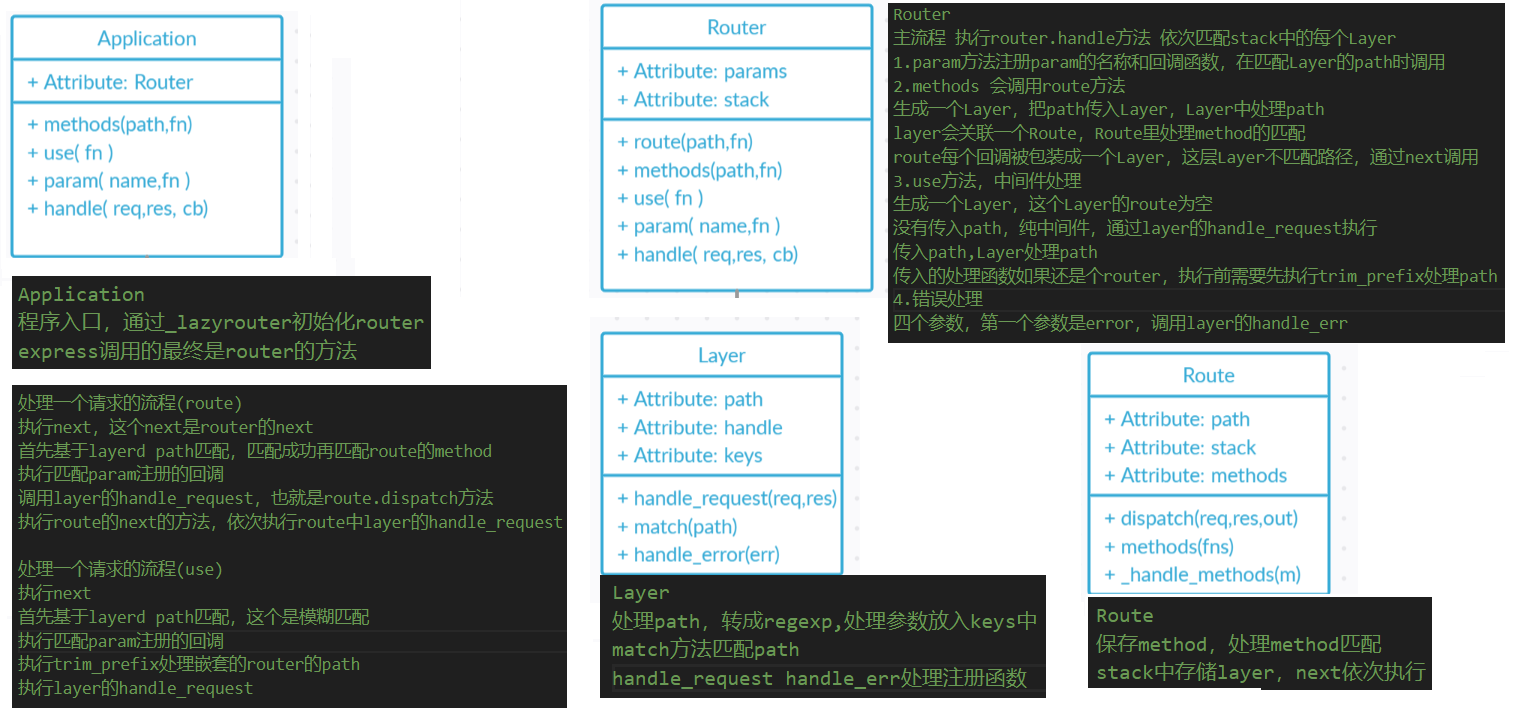 Application
+ Attribute: Router
+ methods(path,fn)
+ use( fn )
+ param( name,fn )
+ handle( req,res, cb)
Application
程序入口，通过_lazyrouter初始化router
express调用的最终是router的方法
处理一个请求的流程(route)
执行next，这个next是router的next
首先基于layerd path匹配，匹配成功再匹配route的method
执行匹配param注册的回调
调用layer的handle_request，也就是route.dispatch方法
执行route的next的方法，依次执行route中layer的handle_request
处理一个请求的流程(use)
执行next
首先基于layerd path匹配，这个是模糊匹配
执行匹配param注册的回调
执行trim_prefix处理嵌套的router的path
执行layer的handle_request
Router
+ Attribute: params
+ Attribute: stack
+ route(path,fn)
+ methods(path,fn)
+ use( fn )
+ param( name,fn )
+ handle( req,res, cb)
Router
主流程 执行router.handle方法 依次匹配stack中的每个Layer
1.param方法注册param的名称和回调函数，在匹配Layer的path时调用
2.methods 会调用route方法
生成一个Layer，把path传入Layer，Layer中处理path
layer会关联一个Route，Route里处理method的匹配
route每个回调被包装成一个Layer，这层Layer不匹配路径，通过next调用
3.use方法，中间件处理
生成一个Layer，这个Layer的route为空
没有传入path，纯中间件，通过layer的handle_request执行
传入path,Layer处理path
传入的处理函数如果还是个router，执行前需要先执行trim_prefix处理path
4.错误处理
四个参数，第一个参数是error，调用layer的handle_err
Layer
+ Attribute: path
+ Attribute: handle
+ Attribute: keys
+ handle_request(req,res)
+ match(path)
+ handle_error(err)
Layer
处理path，转成regexp,处理参数放入keys中
match方法匹配path
handle_request handle_err处理注册函数
Route
+ Attribute: path
+ Attribute: stack
+ Attribute: methods
+ dispatch(req,res,out)
+ methods(fns)
+ _handle_methods(m)
Route
保存method，处理method匹配
stack中存储layer，next依次执行